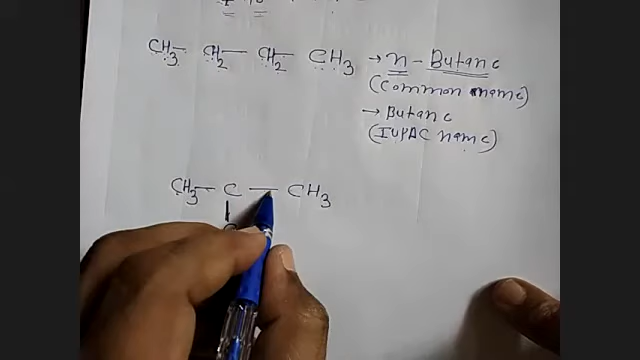 CH3— CH2— CH2— CH3 → n - Butane
(Common name)
→ Butane
(IUPAC name)
CH3— C — CH3